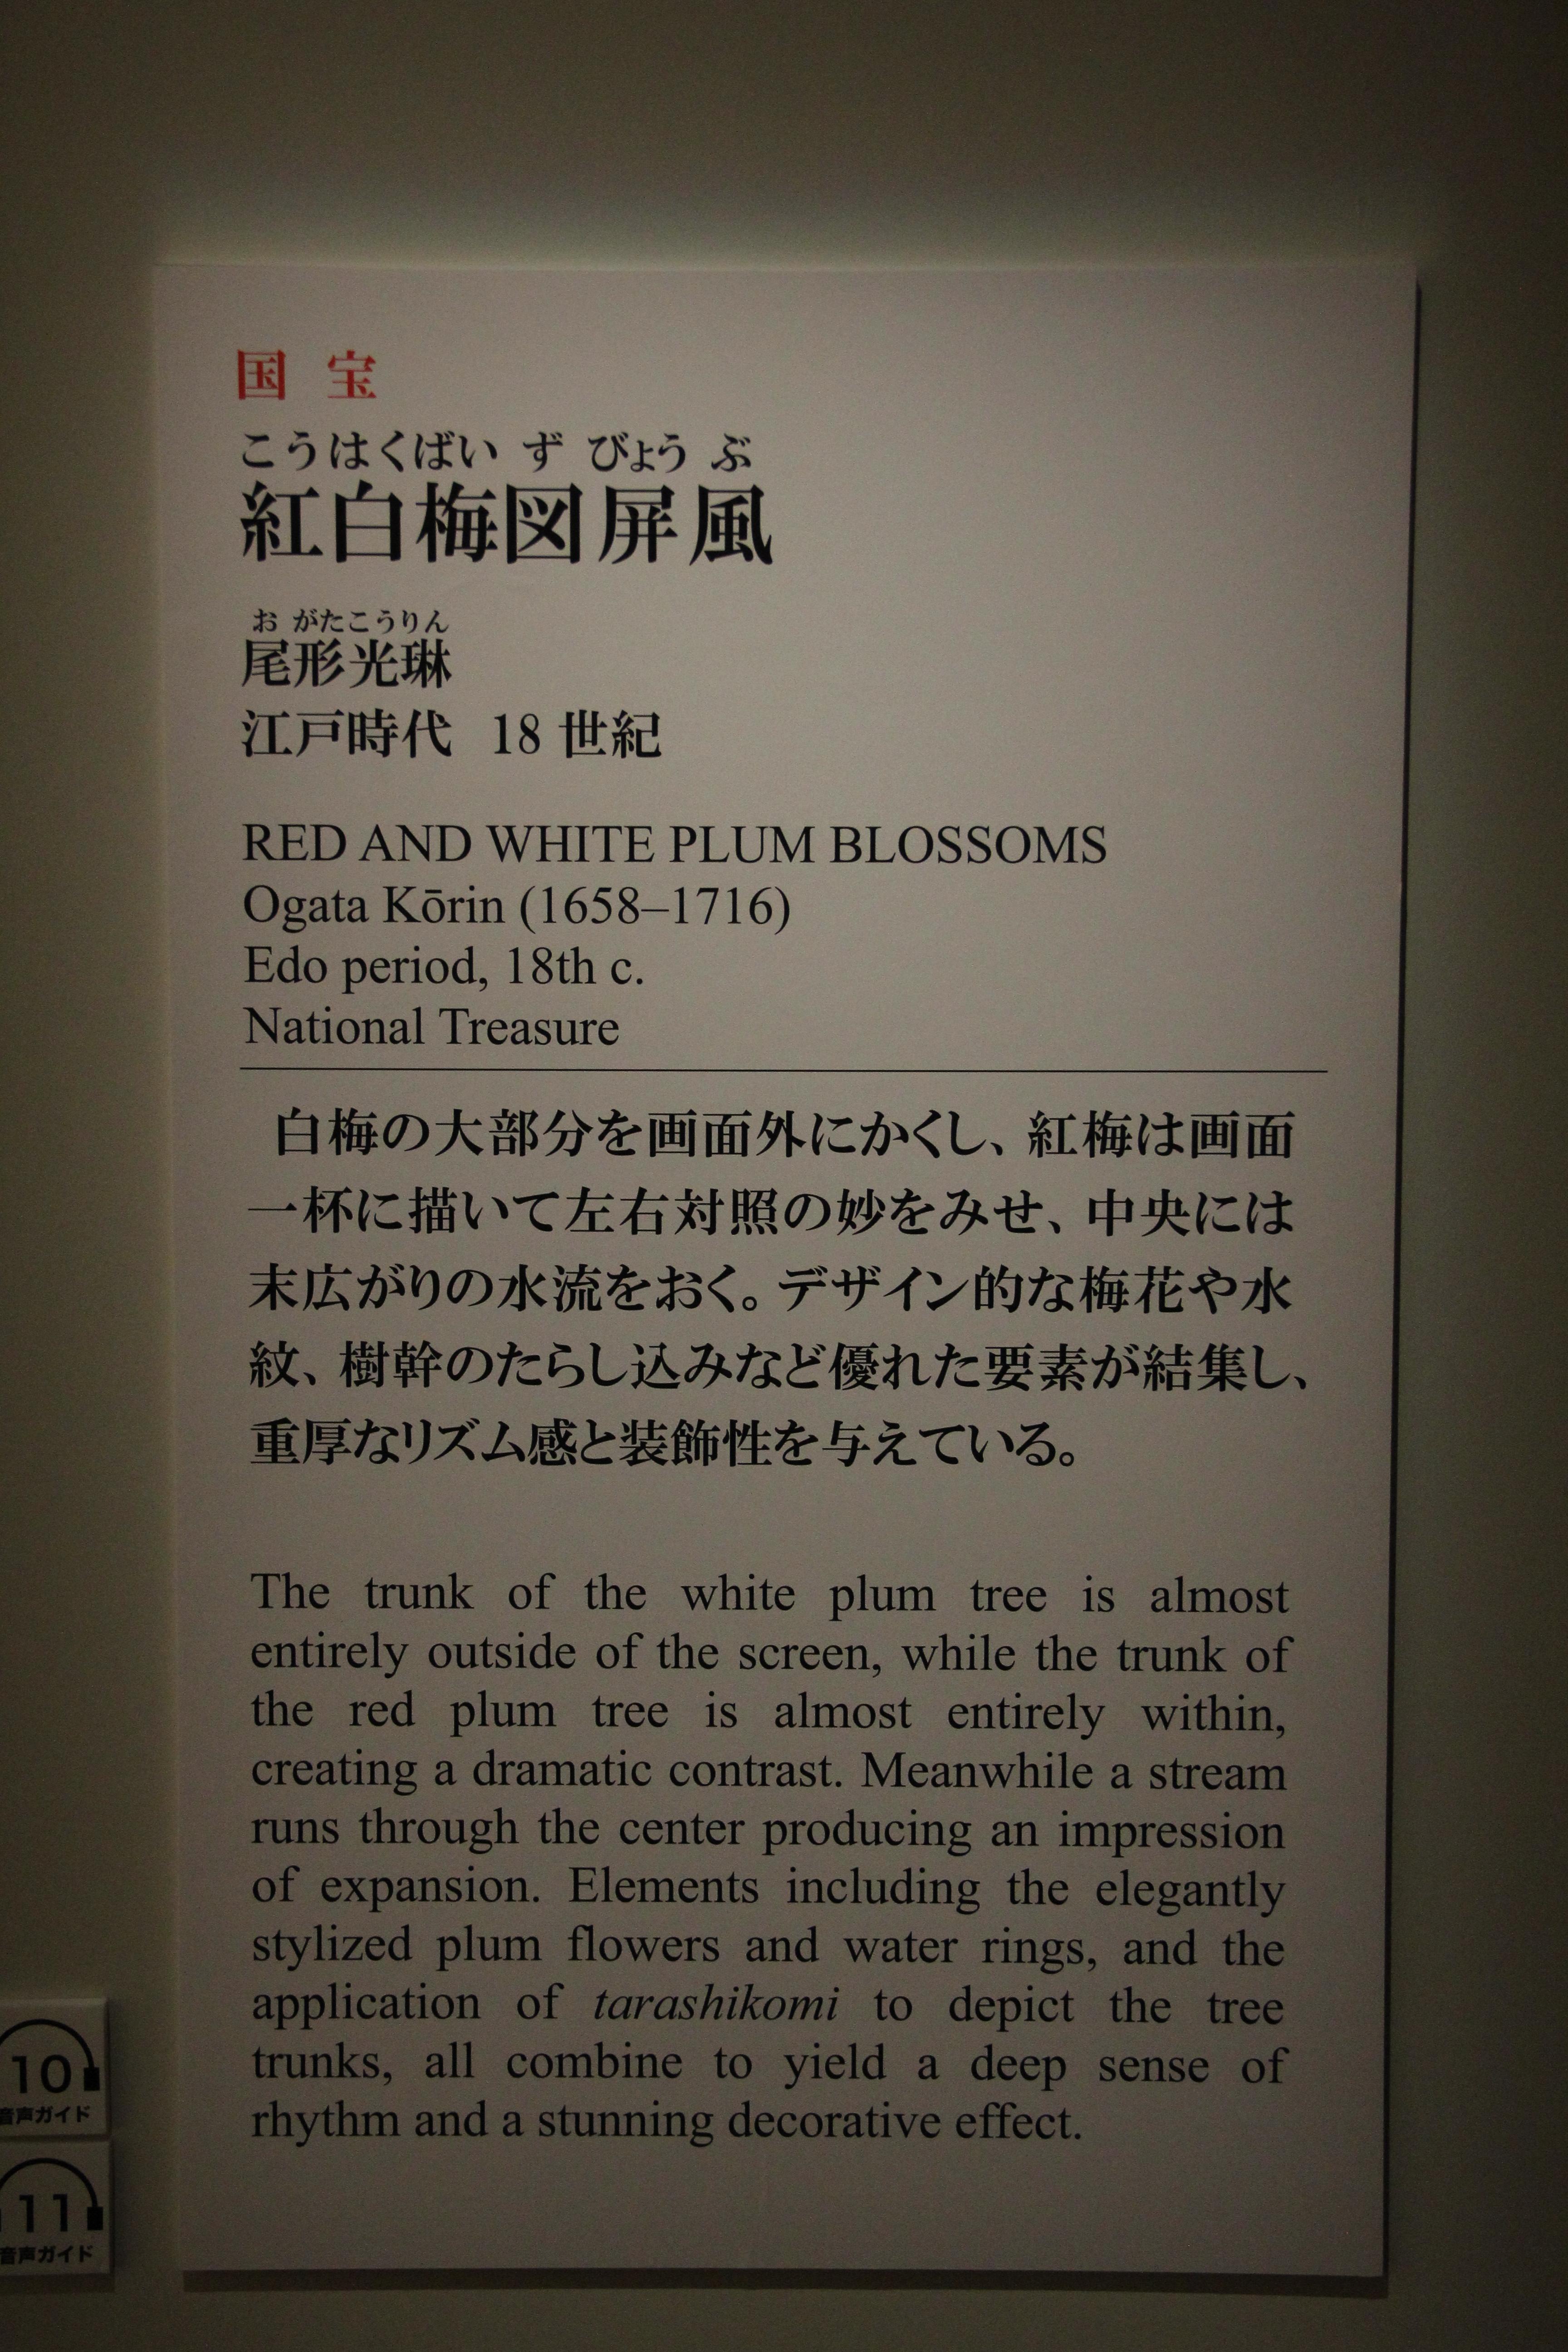 国宝
こうはくばい ず びょう ぶ
紅白梅図屏風
お がたこうりん
尾形光琳
江戸時代 18 世紀
RED AND WHITE PLUM BLOSSOMS
Ogata Kōrin (1658–1716)
Edo period, 18th c.
National Treasure
白梅の大部分を画面外にかくし、紅梅は画面
一杯に描いて左右対照の妙をみせ、中央には
末広がりの水流をおく。デザイン的な梅花や水
紋、樹幹のたらし込みなど優れた要素が結集し、
重厚なリズム感と装飾性を与えている。
The trunk of the white plum tree is almost
entirely outside of the screen, while the trunk of
the red plum tree is almost entirely within,
creating a dramatic contrast. Meanwhile a stream
runs through the center producing an impression
of expansion. Elements including the elegantly
stylized plum flowers and water rings, and the
application of tarashikomi to depict the tree
trunks, all combine to yield a deep sense of
rhythm and a stunning decorative effect.
10
音声ガイド
11
音声ガイド